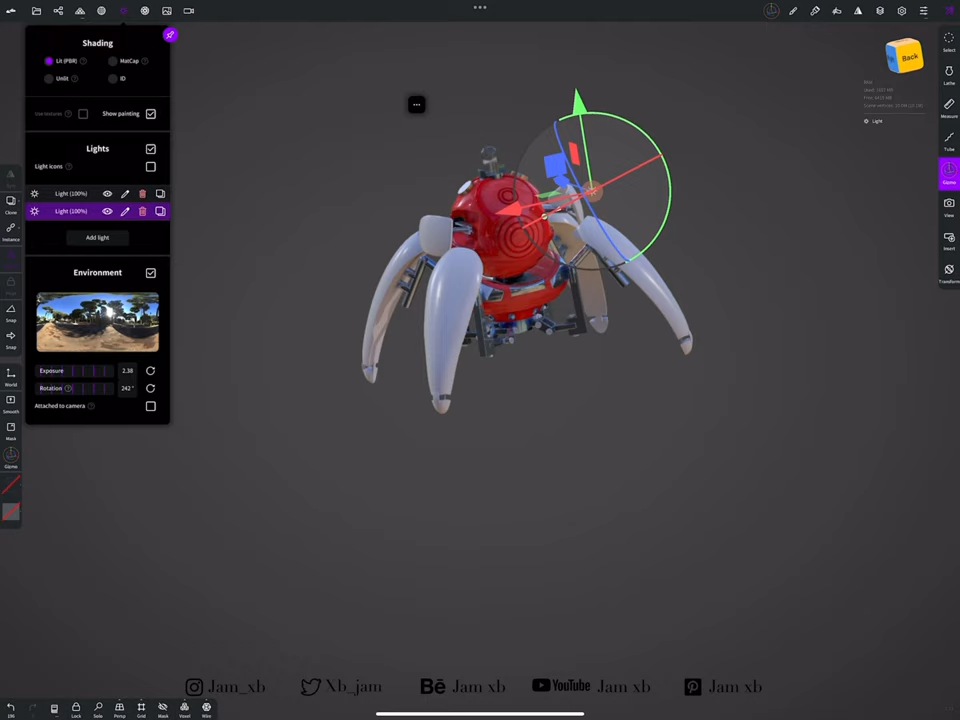 Shading
Lit (PBR)
MatCap
Unlit
ID
Use textures
Show painting
Lights
Light icons
Light (100%)
Light (100%)
Add light
Environment
Exposure 2.38
Rotation 242°
Attached to camera
Clone
Instance
Snap
Snap
World
Smooth
Mask
Gizmo
Back
Light
Select
Lathe
Measure
Tube
Gizmo
View
Insert
Transform
Jam_xb
Xb_jam
Bē Jam xb
YouTube Jam xb
Jam xb
196
Lock
Solo
Persp
Grid
Mask
Voxel
Wire